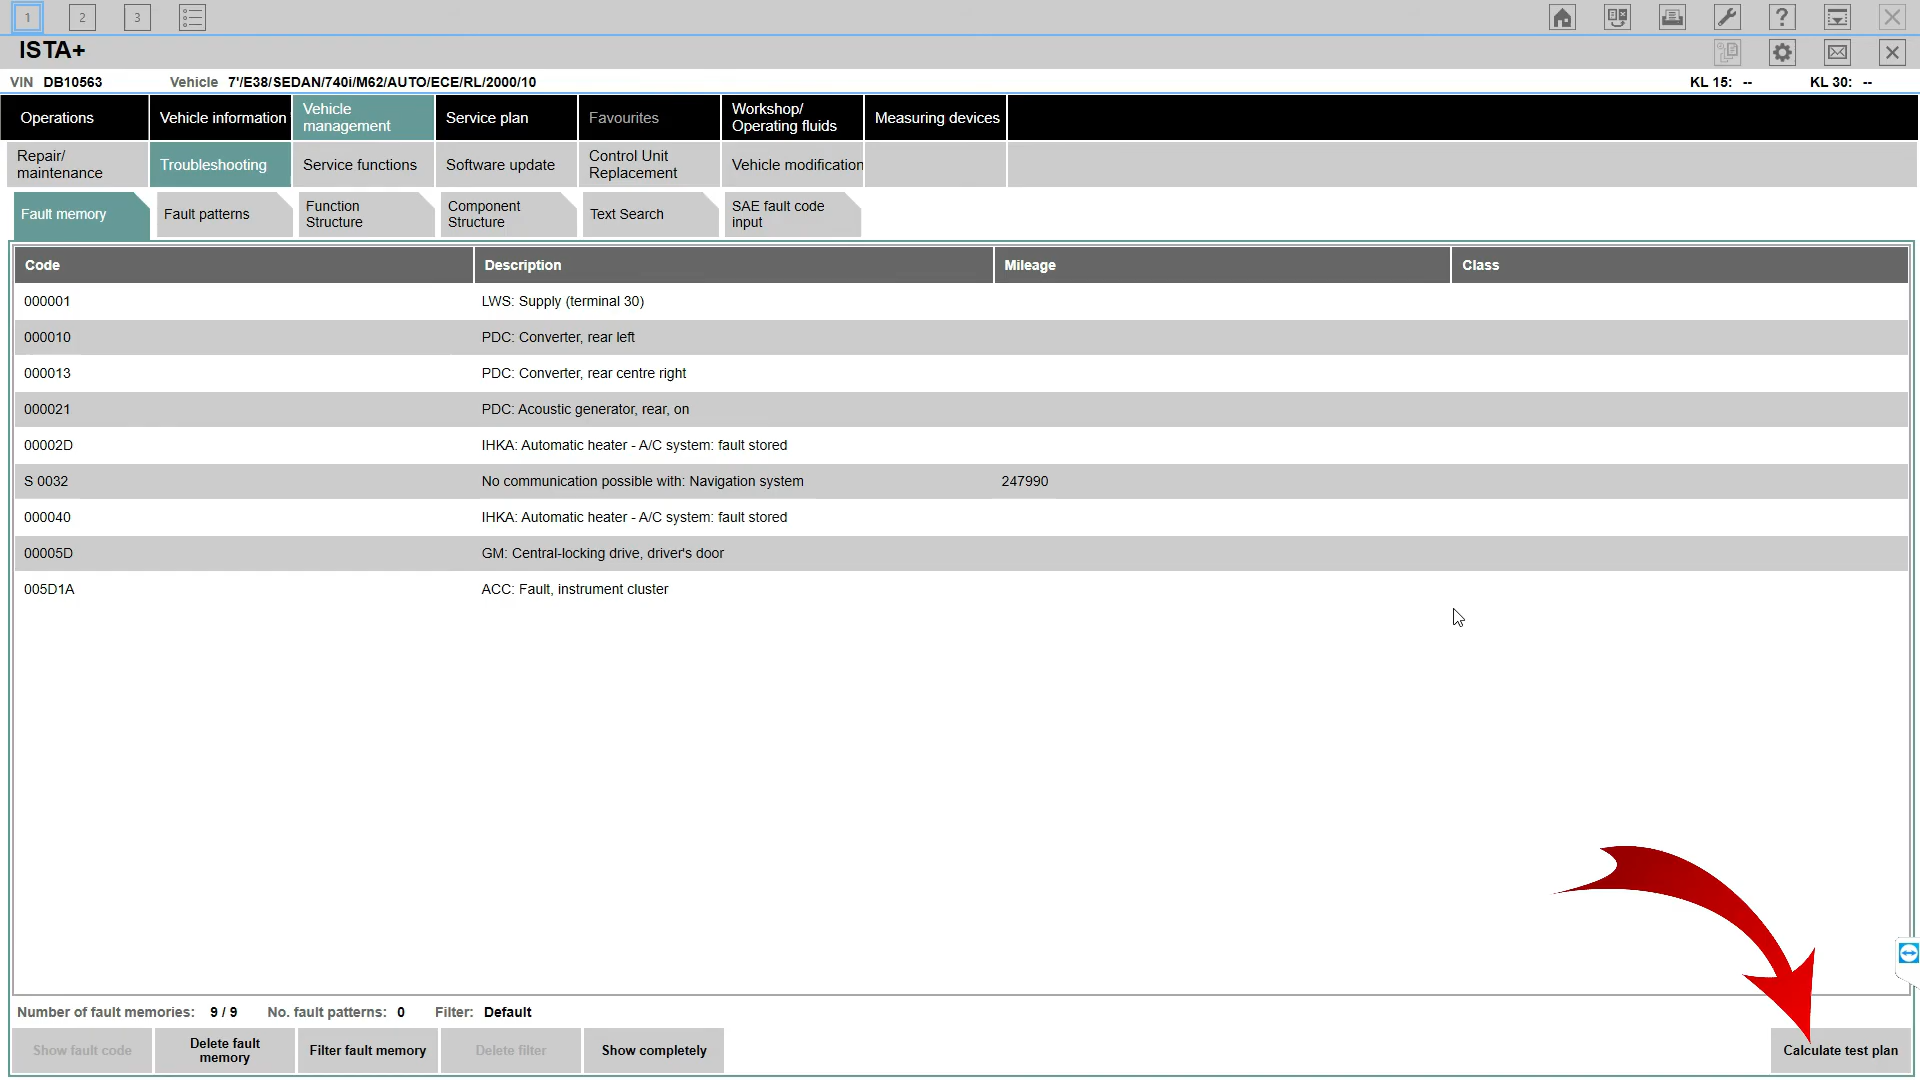 1 2 3
ISTA+
VIN DB10563 Vehicle 7'/E38/SEDAN/740i/M62/AUTO/ECE/RL/2000/10 KL 15: -- KL 30: --
Operations
Vehicle information
Vehicle
management
Service plan
Favourites
Workshop/
Operating fluids
Measuring devices
Repair/
maintenance
Troubleshooting
Service functions
Software update
Control Unit
Replacement
Vehicle modification
Fault memory
Fault patterns
Function
Structure
Component
Structure
Text Search
SAE fault code
input
Code Description Mileage Class
000001 LWS: Supply (terminal 30)
000010 PDC: Converter, rear left
000013 PDC: Converter, rear centre right
000021 PDC: Acoustic generator, rear, on
00002D IHKA: Automatic heater - A/C system: fault stored
S 0032 No communication possible with: Navigation system 247990
000040 IHKA: Automatic heater - A/C system: fault stored
00005D GM: Central-locking drive, driver's door
005D1A ACC: Fault, instrument cluster
Number of fault memories: 9 / 9 No. fault patterns: 0 Filter: Default
Show fault code
Delete fault
memory
Filter fault memory
Delete filter
Show completely
Calculate test plan